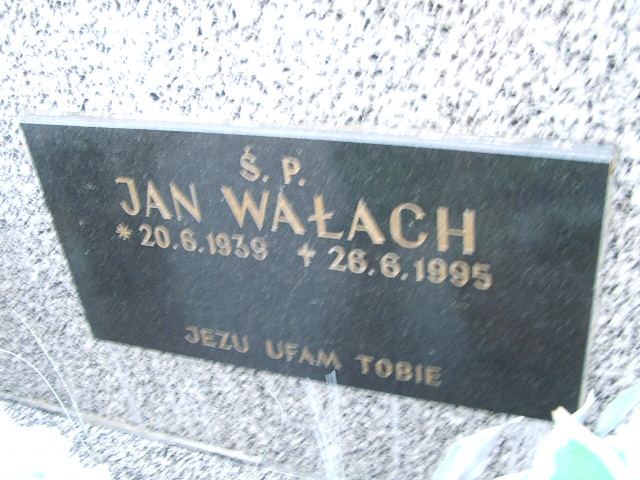 Ś. P.
JAN WAŁACH
* 20.6.1939 † 26.6.1995
JEZU UFAM TOBIE